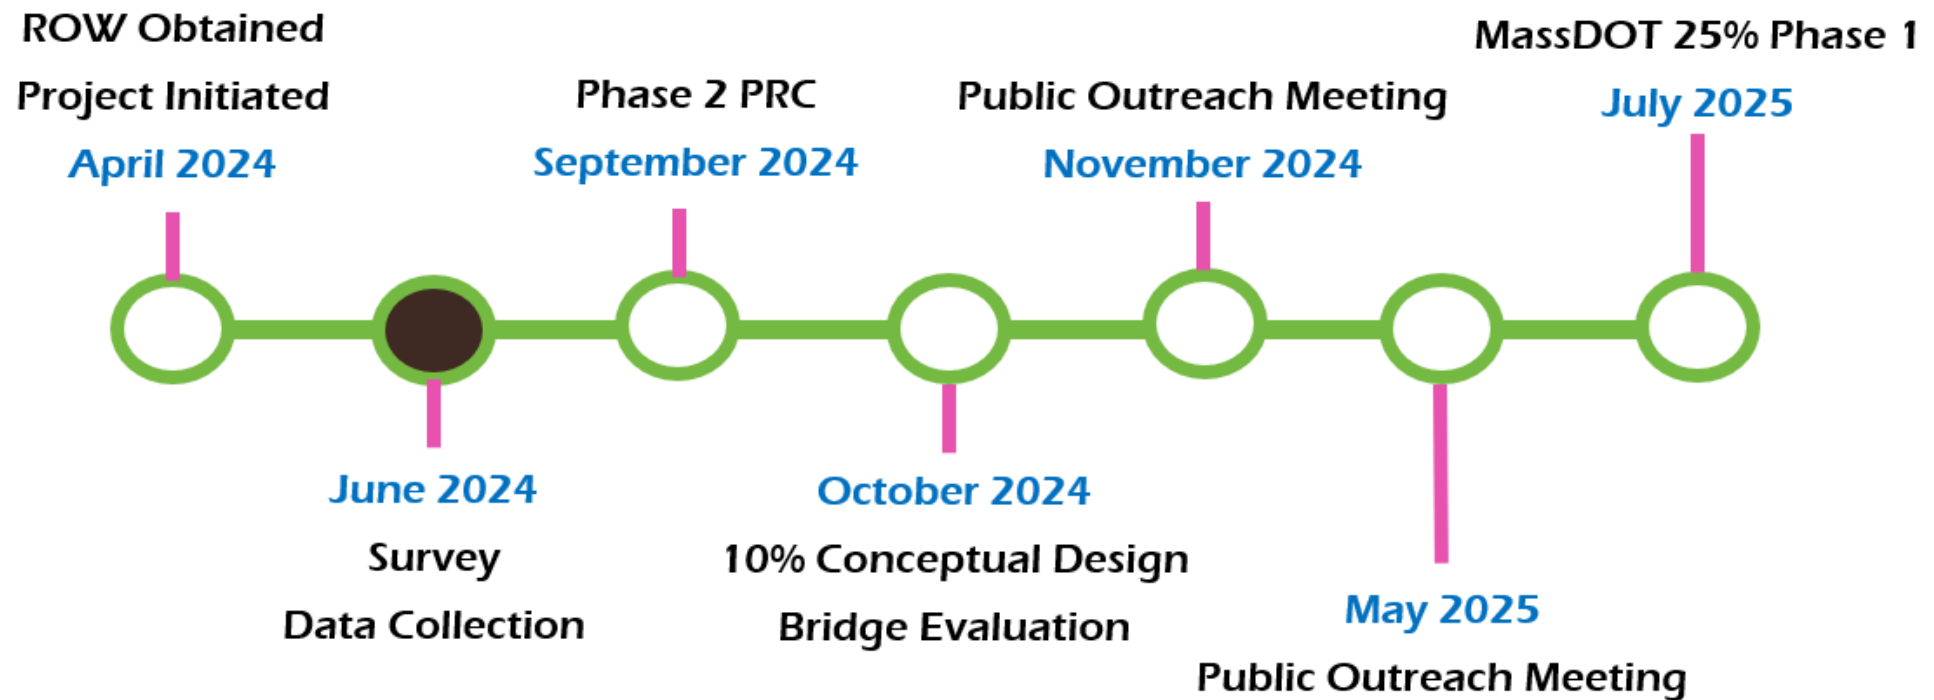 ROW Obtained
Project Initiated
April 2024
June 2024
Survey
Data Collection
Phase 2 PRC
September 2024
October 2024
10% Conceptual Design
Bridge Evaluation
Public Outreach Meeting
November 2024
May 2025
Public Outreach Meeting
MassDOT 25% Phase 1
July 2025